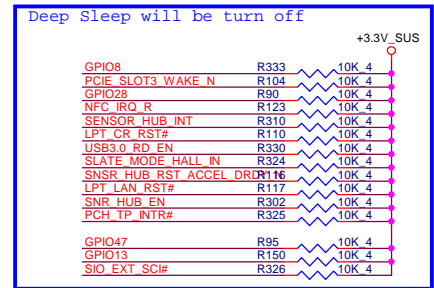 Deep Sleep will be turn off
+3.3V_SUS
GPIO8 R333 10K_4
PCIE_SLOT3_WAKE_N R104 10K_4
GPIO28 R90 10K_4
NFC_IRQ_R R123 10K_4
SENSOR_HUB_INT R310 10K_4
LPT_CR_RST# R110 10K_4
USB3.0_RD_EN R330 10K_4
SLATE_MODE_HALL_IN R324 10K_4
SNSR_HUB_RST_ACCEL_DRDY_N R116 10K_4
LPT_LAN_RST# R117 10K_4
SNR_HUB_EN R302 10K_4
PCH_TP_INTR# R325 10K_4
GPIO47 R95 10K_4
GPIO13 R150 10K_4
SIO_EXT_SCI# R326 10K_4